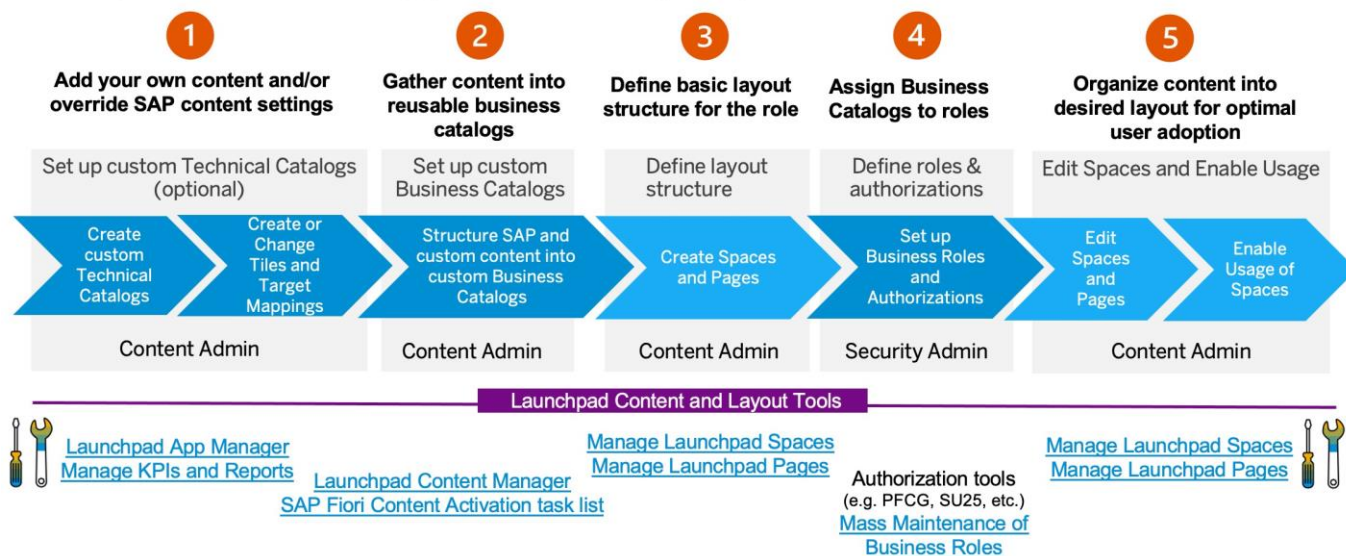 1
Add your own content and/or
override SAP content settings
2
Gather content into
reusable business
catalogs
3
Define basic layout
structure for the role
4
Assign Business
Catalogs to roles
5
Organize content into
desired layout for optimal
user adoption
Set up custom Technical Catalogs
(optional)
Set up custom
Business Catalogs
Define layout
structure
Define roles &
authorizations
Edit Spaces and Enable Usage
Create
custom
Technical
Catalogs
Create or
Change
Tiles and
Target
Mappings
Structure SAP and
custom content into
custom Business
Catalogs
Create Spaces
and Pages
Set up
Business Roles
and
Authorizations
Edit
Spaces
and
Pages
Enable
Usage of
Spaces
Content Admin
Content Admin
Content Admin
Security Admin
Content Admin
Launchpad Content and Layout Tools
Launchpad App Manager
Manage KPIs and Reports
Launchpad Content Manager
SAP Fiori Content Activation task list
Manage Launchpad Spaces
Manage Launchpad Pages
Authorization tools
(e.g. PFCG, SU25, etc.)
Mass Maintenance of
Business Roles
Manage Launchpad Spaces
Manage Launchpad Pages